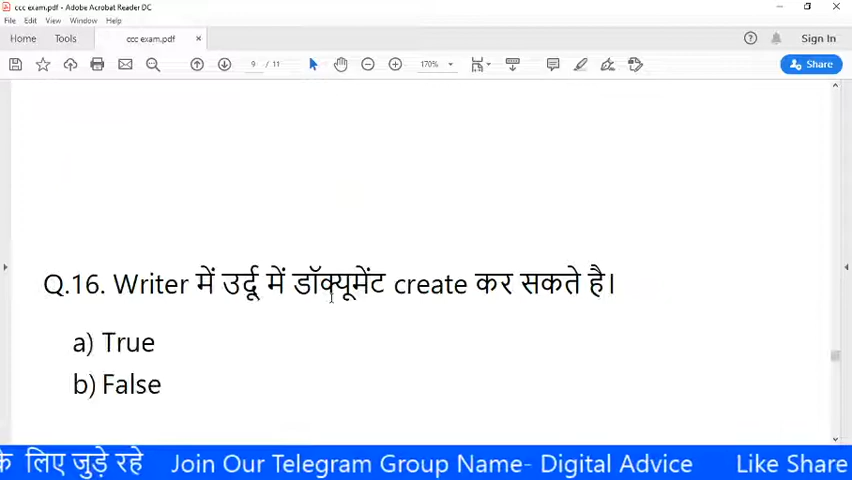 ccc exam.pdf - Adobe Acrobat Reader DC
File Edit View Window Help
Home Tools ccc exam.pdf × Sign In
9 / 11 170% Share
Q.16. Writer में उर्दू में डॉक्यूमेंट create कर सकते है।
a) True
b) False
के लिए जुड़े रहे Join Our Telegram Group Name- Digital Advice Like Share